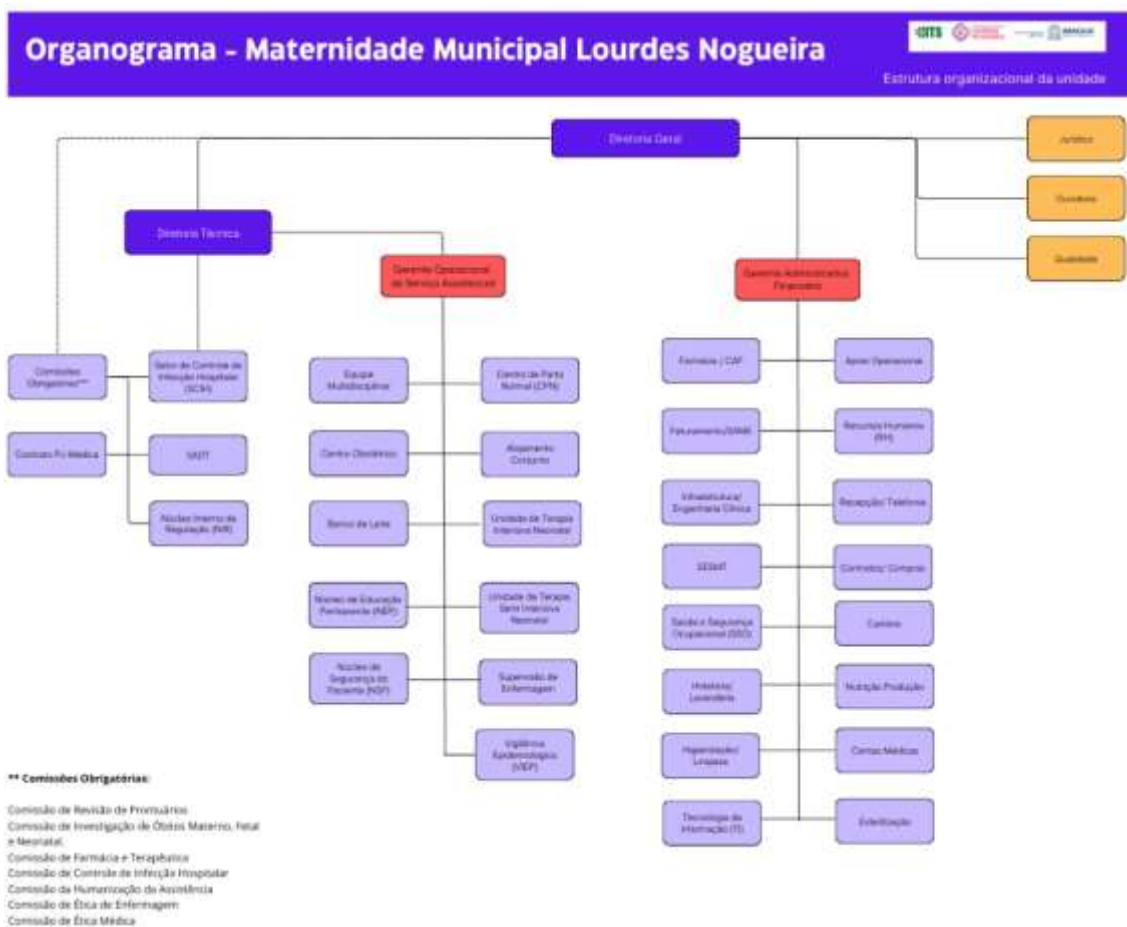 Organograma - Maternidade Municipal Lourdes Nogueira
Estrutura organizacional da unidade
Diretoria Geral
Jurídico
Ouvidoria
Qualidade
Diretoria Técnica
Gerente Operacional
de Serviço Assistencial
Gerente Administrativo
Financeiro
Comissões
Obrigatórias***
Setor de Controle de
Infecção Hospitalar
(SCIH)
Contrato PJ Médica
SADT
Núcleo Interno de
Regulação (NIR)
Equipe
Multidisciplinar
Centro de Parto
Normal (CPN)
Centro Obstétrico
Alojamento
Conjunto
Banco de Leite
Unidade de Terapia
Intensiva Neonatal
Núcleo de Educação
Permanente (NEP)
Unidade de Terapia
Semi Intensiva
Neonatal
Núcleo de
Segurança do
Paciente (NSP)
Supervisão de
Enfermagem
Vigilância
Epidemiológica
(VIEP)
Farmácia / CAF
Apoio Operacional
Faturamento/SAME
Recursos Humanos
(RH)
Infraestrutura/
Engenharia Clínica
Recepção/ Telefonia
SESMT
Contratos/ Compras
Saúde e Segurança
Ocupacional (SSO)
Hotelaria/
Lavanderia
Nutrição Produção
Higienização/
Limpeza
Contas Médicas
Tecnologia da
Informação (TI)
Esterilização
** Comissões Obrigatórias:
Comissão de Revisão de Prontuários
Comissão de Investigação de Óbitos Materno, Fetal
e Neonatal.
Comissão de Farmácia e Terapêutica
Comissão de Controle de Infecção Hospitalar
Comissão da Humanização da Assistência
Comissão de Ética de Enfermagem
Comissão de Ética Médica